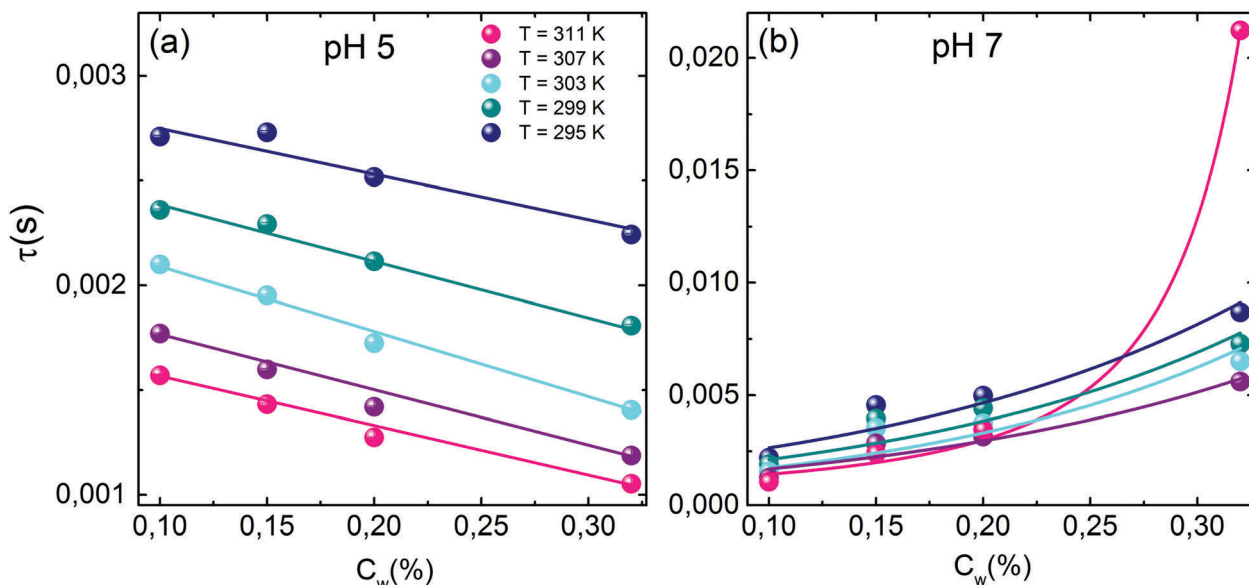 (a)
pH 5
T = 311 K
T = 307 K
T = 303 K
T = 299 K
T = 295 K
0,003
0,002
0,001
τ(s)
0,10
0,15
0,20
0,25
0,30
C_w(%)
(b)
pH 7
0,020
0,015
0,010
0,005
0,000
0,10
0,15
0,20
0,25
0,30
C_w(%)